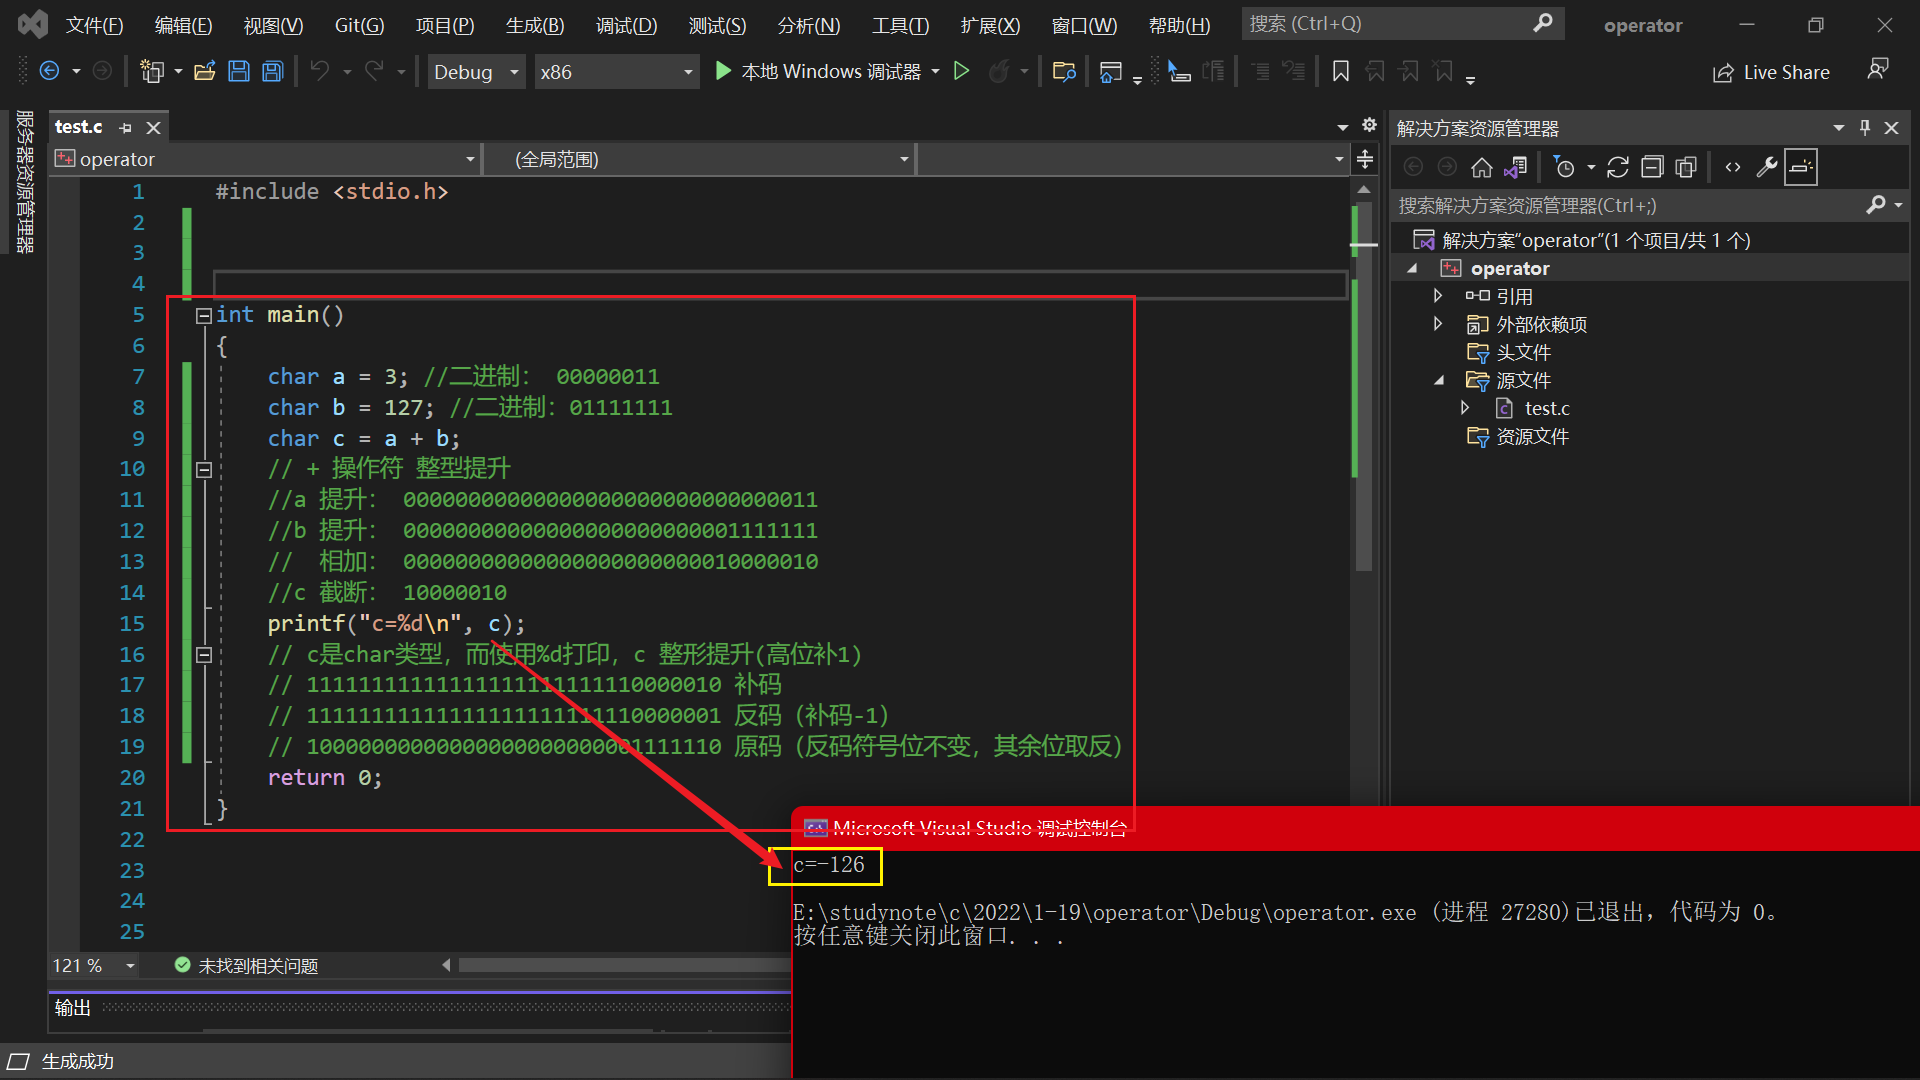 文件(F) 编辑(E) 视图(V) Git(G) 项目(P) 生成(B) 调试(D) 测试(S) 分析(N) 工具(T) 扩展(X) 窗口(W) 帮助(H) 搜索 (Ctrl+Q) operator
Debug x86 本地 Windows 调试器 Live Share
服务器资源管理器
test.c
operator (全局范围)
1 #include <stdio.h>
2
3
4
5 int main()
6 {
7 char a = 3; //二进制： 00000011
8 char b = 127; //二进制：01111111
9 char c = a + b;
10 // + 操作符 整型提升
11 //a 提升： 00000000000000000000000000000011
12 //b 提升： 00000000000000000000000001111111
13 // 相加： 00000000000000000000000010000010
14 //c 截断： 10000010
15 printf("c=%d\n", c);
16 // c是char类型，而使用%d打印，c 整形提升(高位补1)
17 // 11111111111111111111111110000010 补码
18 // 11111111111111111111111110000001 反码（补码-1）
19 // 10000000000000000000000001111110 原码（反码符号位不变，其余位取反）
20 return 0;
21 }
22
23
24
25
121 % 未找到相关问题
输出
生成成功
解决方案资源管理器
搜索解决方案资源管理器(Ctrl+;)
解决方案“operator”(1 个项目/共 1 个)
operator
引用
外部依赖项
头文件
源文件
test.c
资源文件
Microsoft Visual Studio 调试控制台
c=-126
E:\studynote\c\2022\1-19\operator\Debug\operator.exe (进程 27280)已退出，代码为 0。
按任意键关闭此窗口. . .